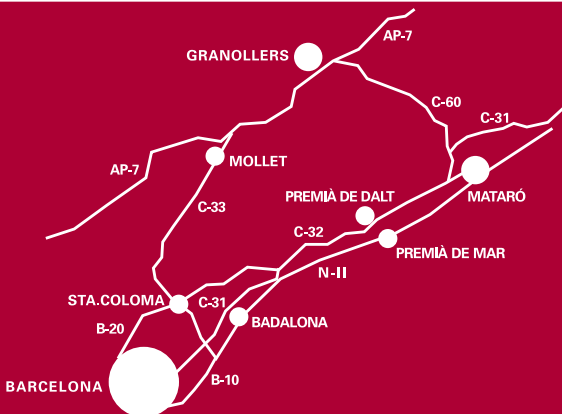 AP-7
GRANOLLERS
C-60
C-31
MOLLET
AP-7
PREMIÀ DE DALT
MATARÓ
C-33
C-32
PREMIÀ DE MAR
N-II
STA.COLOMA
C-31
BADALONA
B-20
B-10
BARCELONA